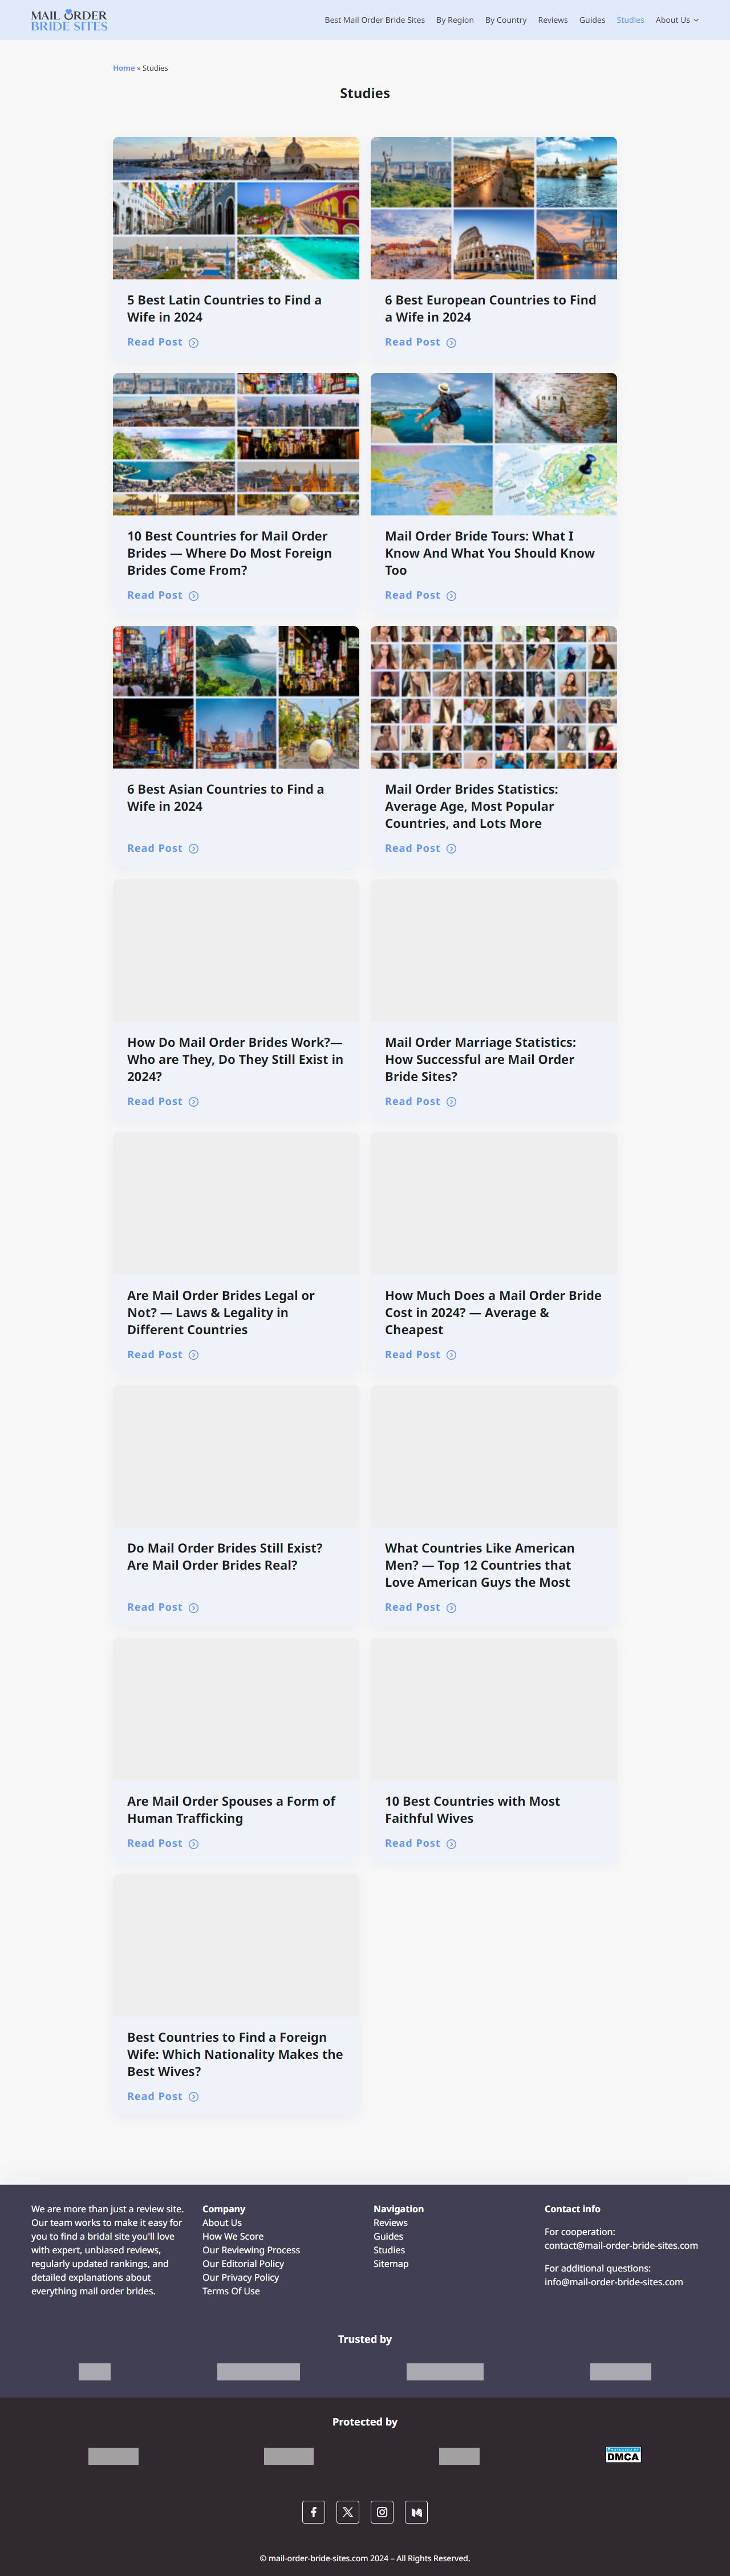 MAIL ORDER
BRIDE SITES
Best Mail Order Bride Sites By Region By Country Reviews Guides Studies About Us
Home » Studies
Studies
5 Best Latin Countries to Find a
Wife in 2024
Read Post
6 Best European Countries to Find
a Wife in 2024
Read Post
10 Best Countries for Mail Order
Brides — Where Do Most Foreign
Brides Come From?
Read Post
Mail Order Bride Tours: What I
Know And What You Should Know
Too
Read Post
6 Best Asian Countries to Find a
Wife in 2024
Read Post
Mail Order Brides Statistics:
Average Age, Most Popular
Countries, and Lots More
Read Post
How Do Mail Order Brides Work?—
Who are They, Do They Still Exist in
2024?
Read Post
Mail Order Marriage Statistics:
How Successful are Mail Order
Bride Sites?
Read Post
Are Mail Order Brides Legal or
Not? — Laws & Legality in
Different Countries
Read Post
How Much Does a Mail Order Bride
Cost in 2024? — Average &
Cheapest
Read Post
Do Mail Order Brides Still Exist?
Are Mail Order Brides Real?
Read Post
What Countries Like American
Men? — Top 12 Countries that
Love American Guys the Most
Read Post
Are Mail Order Spouses a Form of
Human Trafficking
Read Post
10 Best Countries with Most
Faithful Wives
Read Post
Best Countries to Find a Foreign
Wife: Which Nationality Makes the
Best Wives?
Read Post
We are more than just a review site.
Our team works to make it easy for
you to find a bridal site you'll love
with expert, unbiased reviews,
regularly updated rankings, and
detailed explanations about
everything mail order brides.
Company
About Us
How We Score
Our Reviewing Process
Our Editorial Policy
Our Privacy Policy
Terms Of Use
Navigation
Reviews
Guides
Studies
Sitemap
Contact info
For cooperation:
contact@mail-order-bride-sites.com
For additional questions:
info@mail-order-bride-sites.com
Trusted by
Protected by
DMCA
© mail-order-bride-sites.com 2024 – All Rights Reserved.